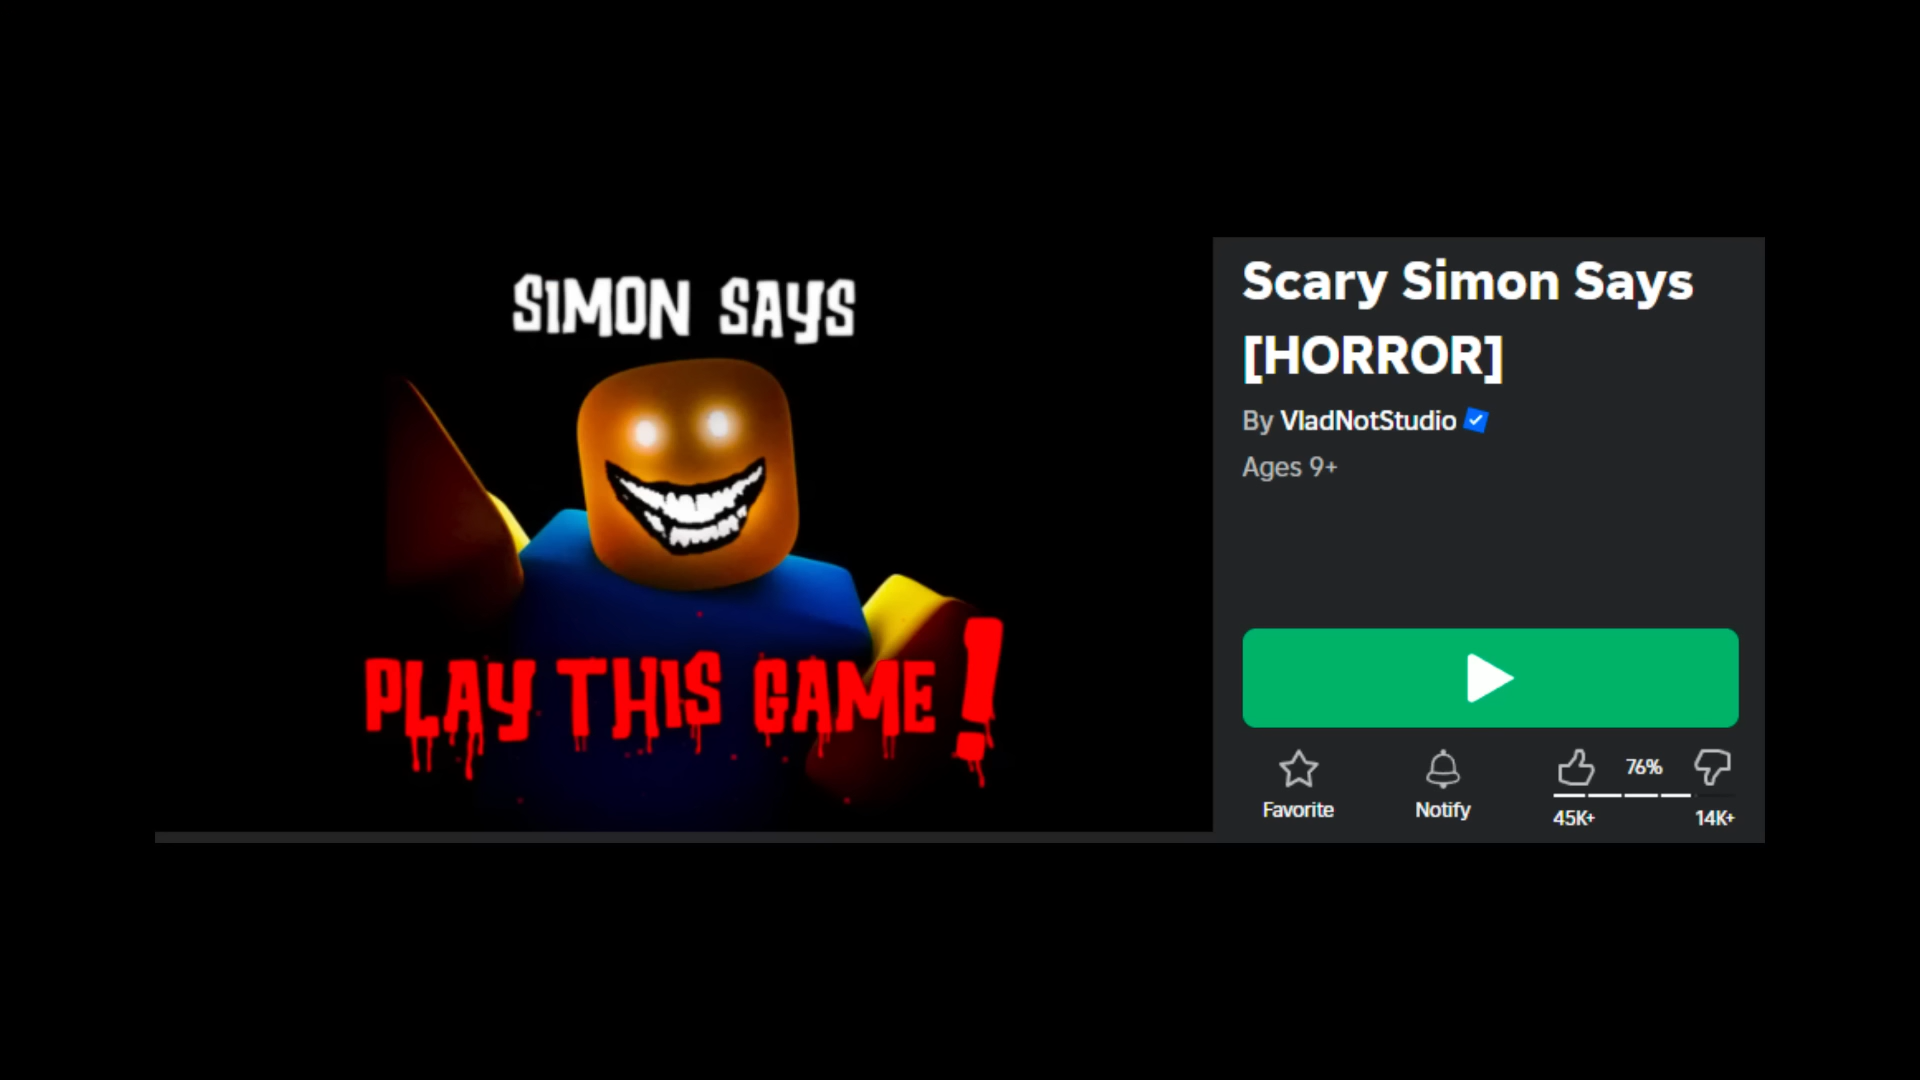 SIMON SAYS
PLAY THIS GAME!
Scary Simon Says
[HORROR]
By VladNotStudio
Ages 9+
Favorite
Notify
76%
45K+
14K+